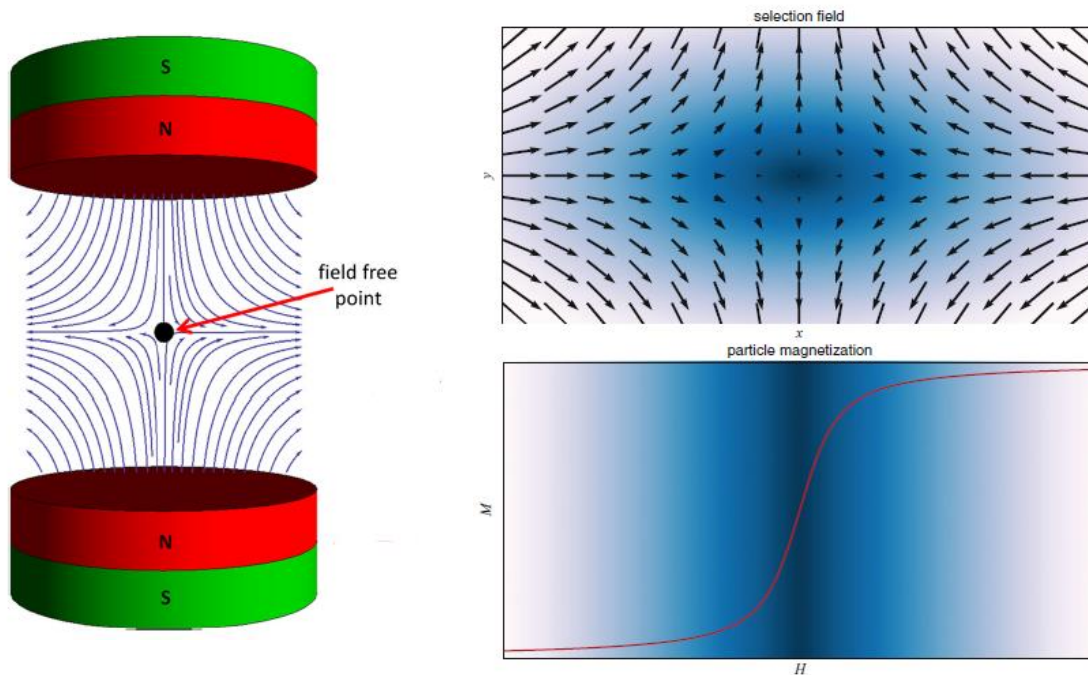 S
N
field free
point
N
S
selection field
y
x
particle magnetization
M
H